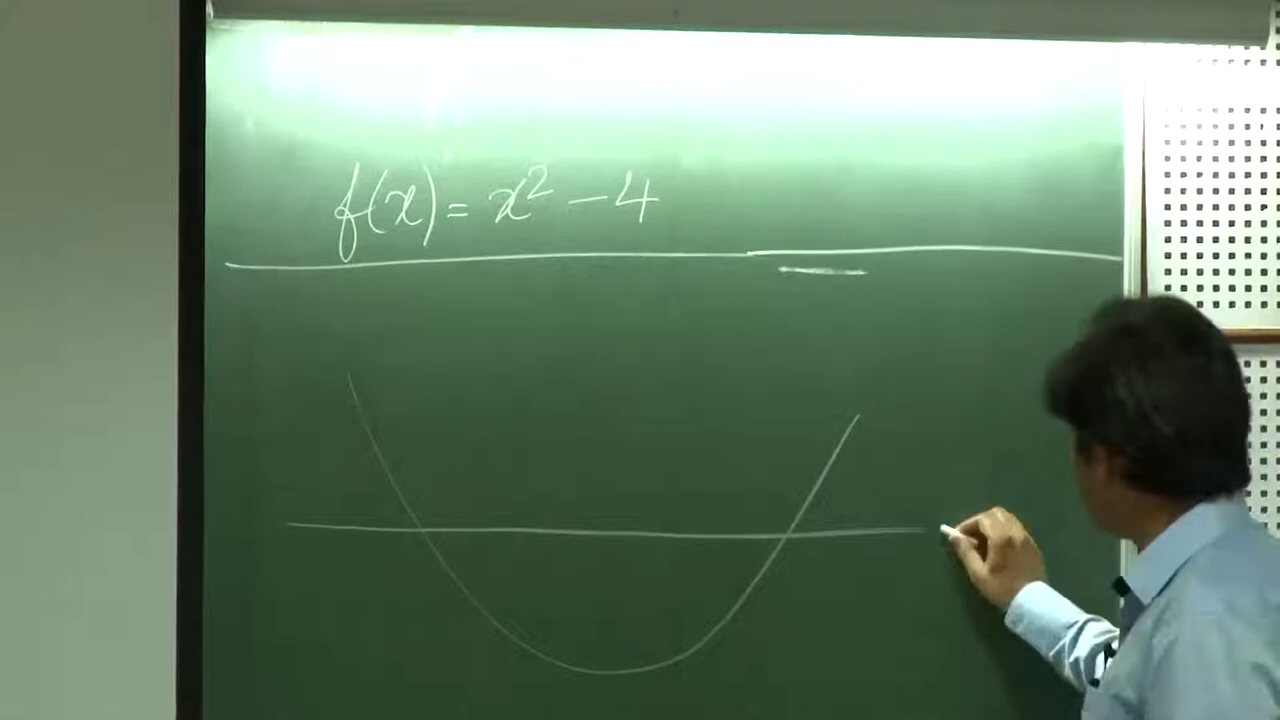 f(x) = x² - 4